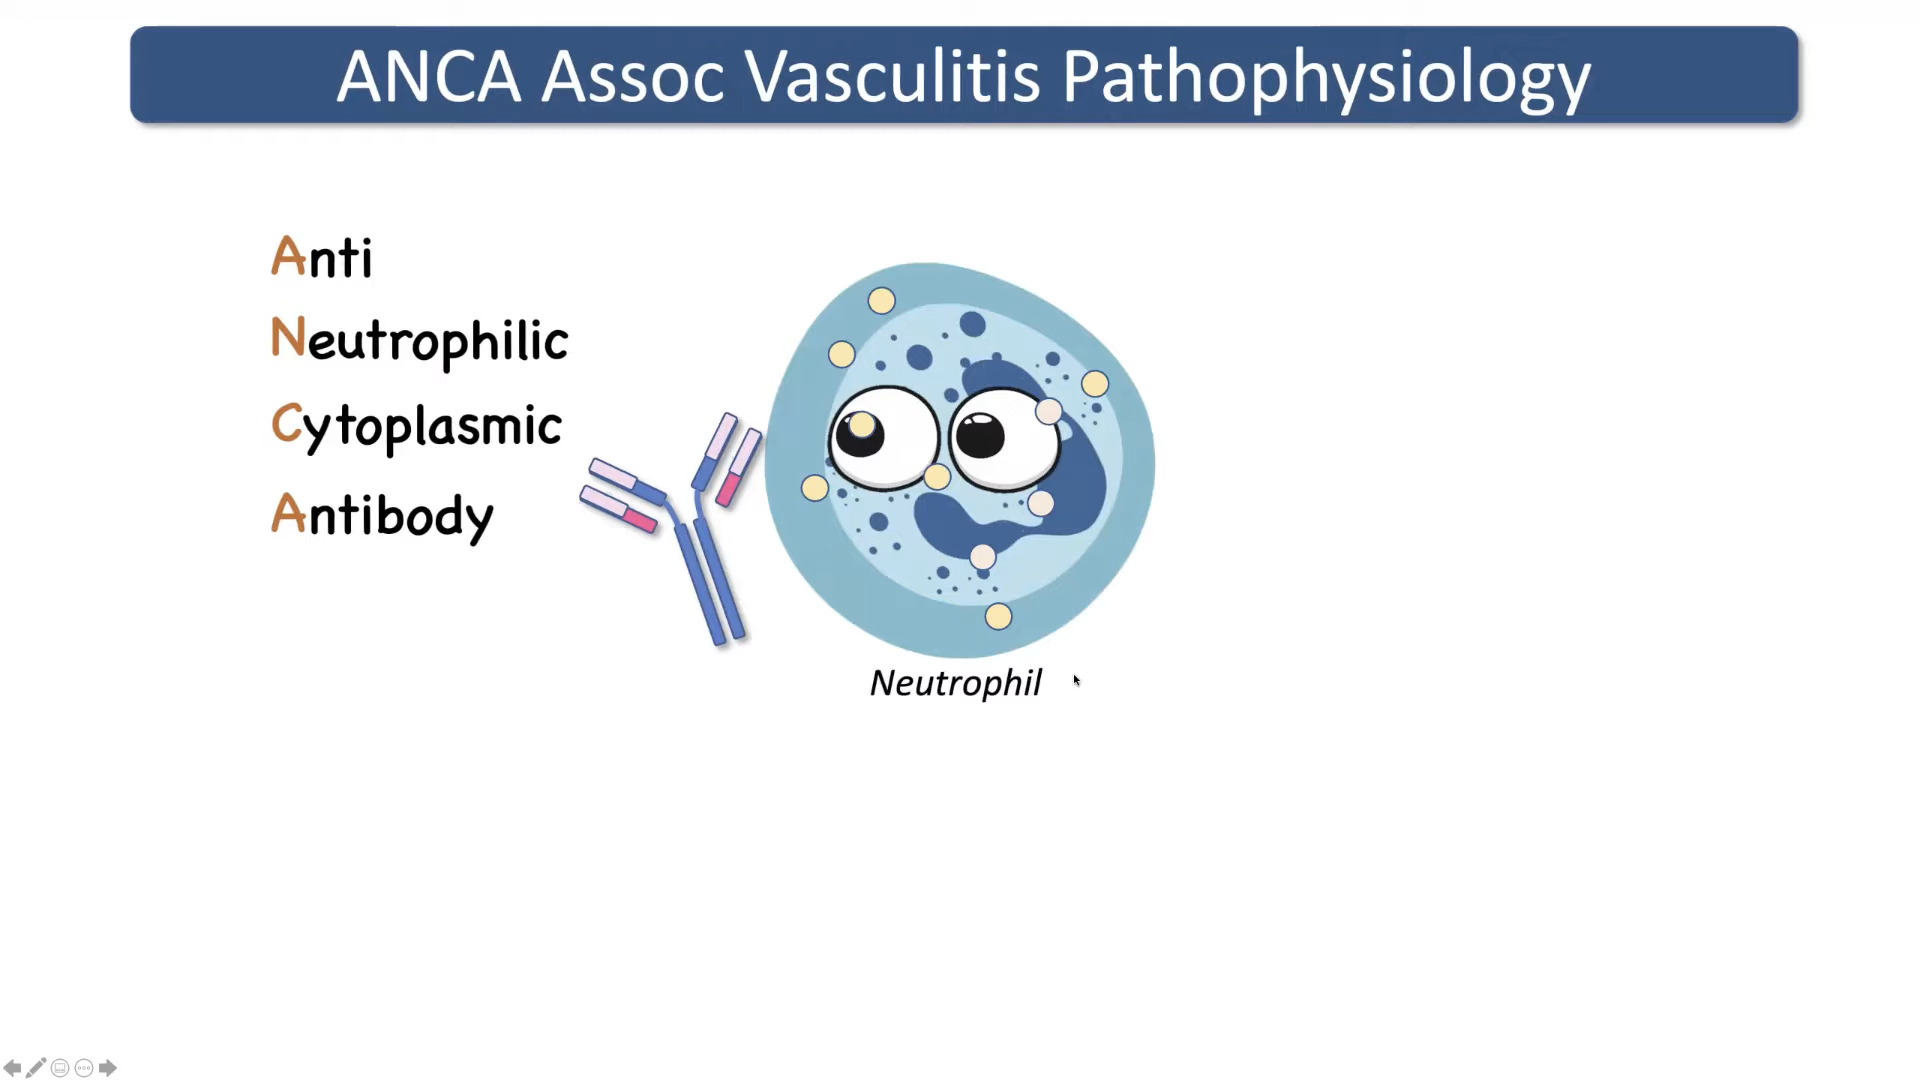 ANCA Assoc Vasculitis Pathophysiology
Anti
Neutrophilic
Cytoplasmic
Antibody
Neutrophil